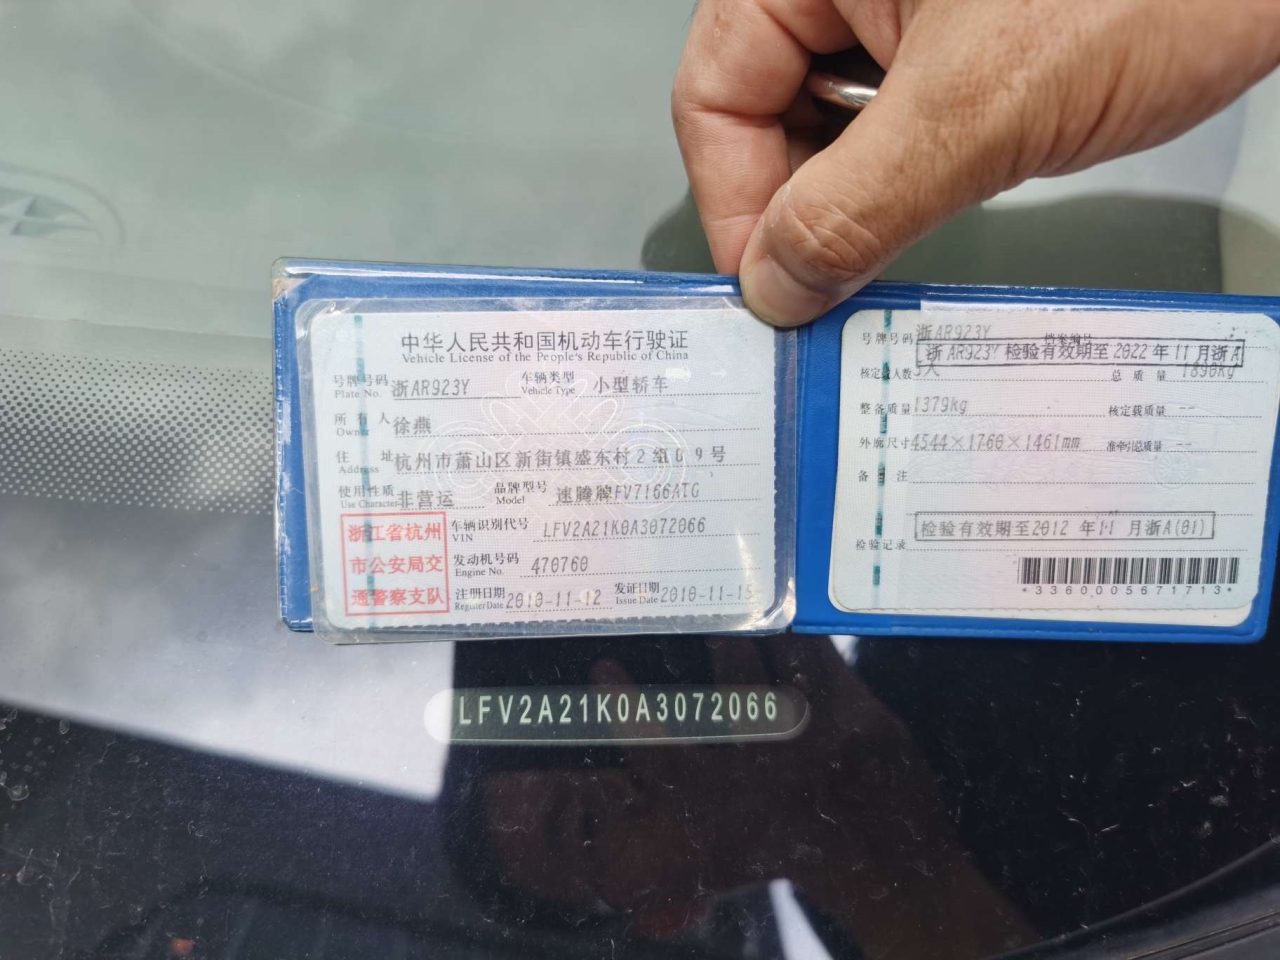 中华人民共和国机动车行驶证
Vehicle License of the People's Republic of China
号牌号码 浙AR923Y 车辆类型 小型轿车
Plate No. Vehicle Type
所有人 徐燕
Owner
住址 杭州市萧山区新街镇盛东村2组09号
Address
使用性质 非营运 品牌型号 速腾牌FV7166ATG
Use Character Model
浙江省杭州
市公安局交
通警察支队
车辆识别代号 LFV2A21K0A3072066
VIN
发动机号码 470760
Engine No.
注册日期 2010-11-12 发证日期 2010-11-15
Register Date Issue Date
号牌号码 浙AR923Y 档案编号
浙AR923Y 检验有效期至2022年11月浙A
核定载人数 5人 总质量 1890kg
整备质量 1379kg 核定载质量 --
外廓尺寸 4544×1760×1461mm 准牵引总质量 --
备注
检验有效期至2012年11月浙A(01)
检验记录
*3360005671713*
LFV2A21K0A3072066